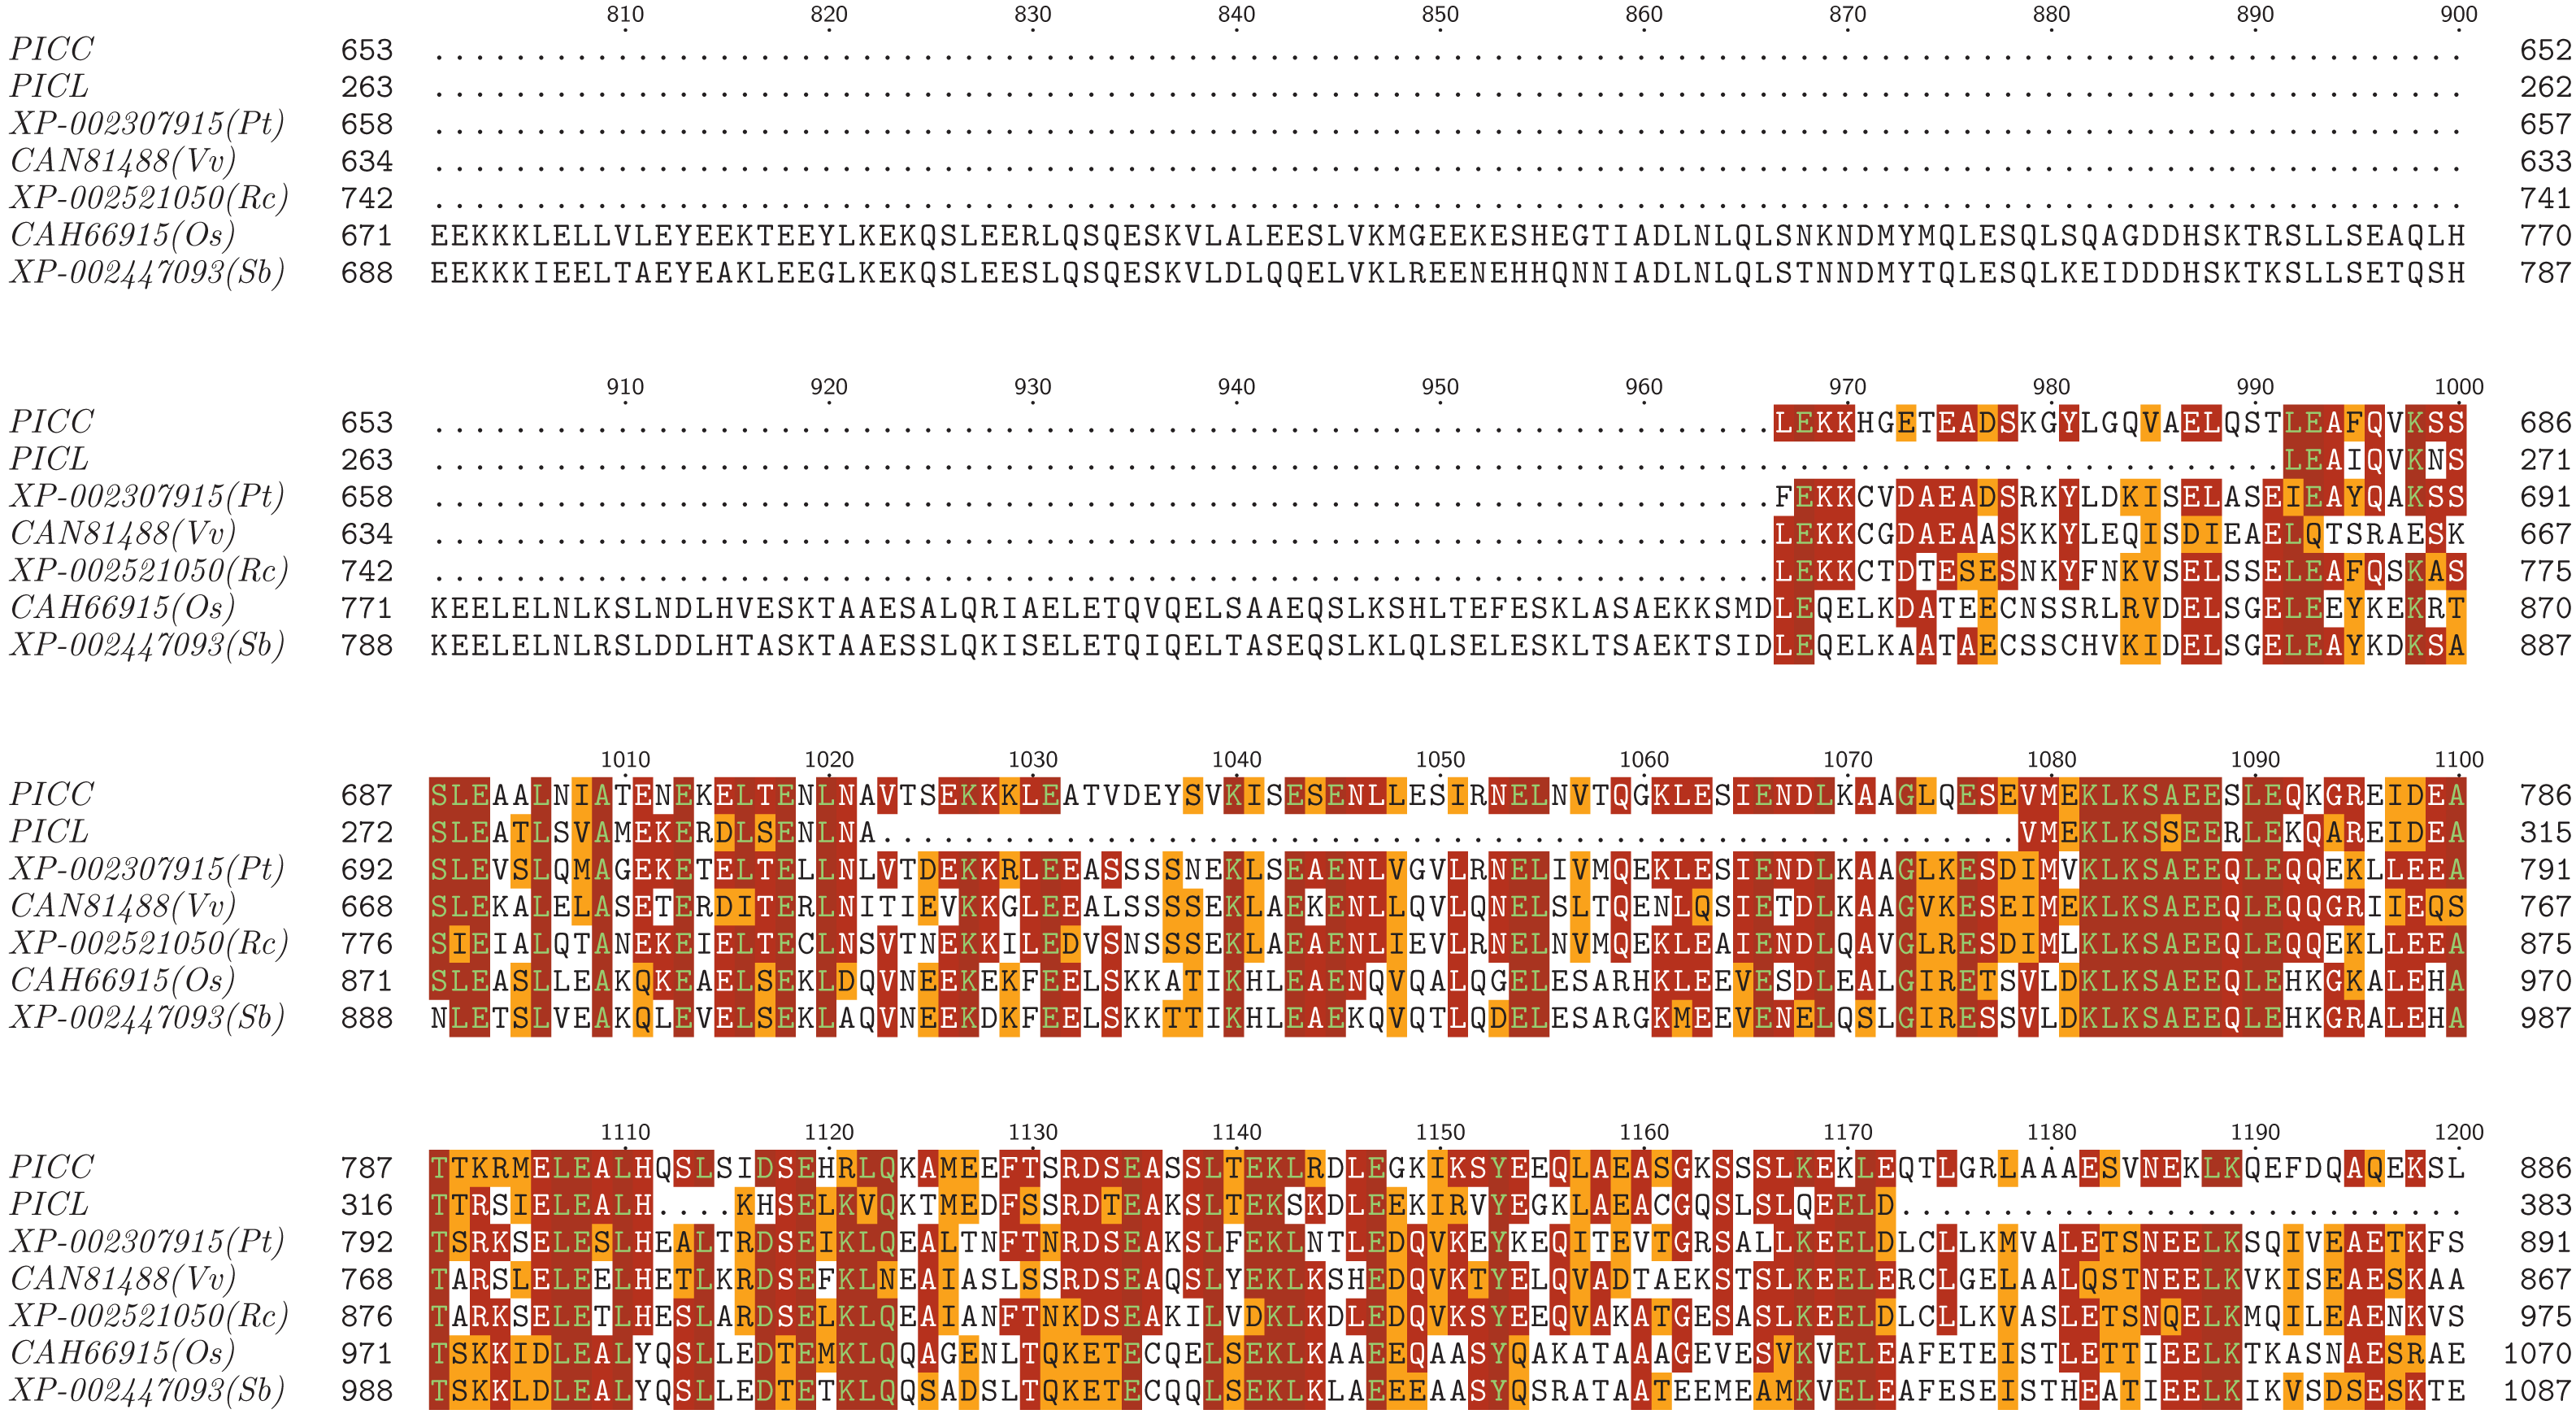 810 820 830 840 850 860 870 880 890 900
PICC 653 .................................................................................................... 652
PICL 263 .................................................................................................... 262
XP-002307915(Pt) 658 .................................................................................................... 657
CAN81488(Vv) 634 .................................................................................................... 633
XP-002521050(Rc) 742 .................................................................................................... 741
CAH66915(Os) 671 EEKKKLELLVLEYEEKTEEYLKEKQSLEERLQSQESKVLALEESLVKMGEEKESHEGTIADLNLQLSNKNDMYMQLESQLSQAGDDHSKTRSLLSEAQLH 770
XP-002447093(Sb) 688 EEKKKIEELTAEYEAKLEEGLKEKQSLEESLQSQESKVLDLQQELVKLREENEHHQNNIADLNLQLSTNNDMYTQLESQLKEIDDDHSKTKSLLSETQSH 787
910 920 930 940 950 960 970 980 990 1000
PICC 653 ..................................................................LEKKHGETEADSKGYLGQVAELQSTLEAFQVKSS 686
PICL 263 ...........................................................................................LEAIQVKNS 271
XP-002307915(Pt) 658 ..................................................................FEKKCVDAEADSRKYLDKISELASEIEAYQAKSS 691
CAN81488(Vv) 634 ..................................................................LEKKCGDAEAASKKYLEQISDIEAELQTSRAESK 667
XP-002521050(Rc) 742 ..................................................................LEKKCTDTESESNKYFNKVSELSSELEAFQSKAS 775
CAH66915(Os) 771 KEELELNLKSLNDLHVESKTAAESALQRIAELETQVQELSAAEQSLKSHLTEFESKLASAEKKSMDLEQELKDATEECNSSRLRVDELSGELEEYKEKRT 870
XP-002447093(Sb) 788 KEELELNLRSLDDLHTASKTAAESSLQKISELETQIQELTASEQSLKLQLSELESKLTSAEKTSIDLEQELKAATAECSSCHVKIDELSGELEAYKDKSA 887
1010 1020 1030 1040 1050 1060 1070 1080 1090 1100
PICC 687 SLEAALNIATENEKELTENLNAVTSEKKKLEATVDEYSVKISESENLLESIRNELNVTQGKLESIENDLKAAGLQESEVMEKLKSAEESLEQKGREIDEA 786
PICL 272 SLEATLSVAMEKERDLSENLNA........................................................VMEKLKSSEERLEKQAREIDEA 315
XP-002307915(Pt) 692 SLEVSLQMAGEKETELTELLNLVTDEKKRLEEASSSSNEKLSEAENLVGVLRNELIVMQEKLESIENDLKAAGLKESDIMVKLKSAEEQLEQQEKLLEEA 791
CAN81488(Vv) 668 SLEKALELASETERDITERLNITIEVKKGLEEALSSSSEKLAEKENLLQVLQNELSLTQENLQSIETDLKAAGVKESEIMEKLKSAEEQLEQQGRIIEQS 767
XP-002521050(Rc) 776 SIEIALQTANEKEIELTECLNSVTNEKKILEDVSNSSSEKLAEAENLIEVLRNELNVMQEKLEAIENDLQAVGLRESDIMLKLKSAEEQLEQQEKLLEEA 875
CAH66915(Os) 871 SLEASLLEAKQKEAELSEKLDQVNEEKEKFEELSKKATIKHLEAENQVQALQGELESARHKLEEVESDLEALGIRETSVLDKLKSAEEQLEHKGKALEHA 970
XP-002447093(Sb) 888 NLETSLVEAKQLEVELSEKLAQVNEEKDKFEELSKKTTIKHLEAEKQVQTLQDELESARGKMEEVENELQSLGIRESSVLDKLKSAEEQLEHKGRALEHA 987
1110 1120 1130 1140 1150 1160 1170 1180 1190 1200
PICC 787 TTKRMELEALHQSLSIDSEHRLQKAMEEFTSRDSEASSLTEKLRDLEGKIKSYEEQLAEASGKSSSLKEKLEQTLGRLAAAESVNEKLKQEFDQAQEKSL 886
PICL 316 TTRSIELEALH....KHSELKVQKTMEDFSSRDTEAKSLTEKSKDLEEKIRVYEGKLAEACGQSLSLQEELD............................ 383
XP-002307915(Pt) 792 TSRKSELESLHEALTRDSEIKLQEALTNFTNRDSEAKSLFEKLNTLEDQVKEYKEQITEVTGRSALLKEELDLCLLKMVALETSNEELKSQIVEAETKFS 891
CAN81488(Vv) 768 TARSLELEELHETLKRDSEFKLNEAIASLSSRDSEAQSLYEKLKSHEDQVKTYELQVADTAEKSTSLKEELERCLGELAALQSTNEELKVKISEAESKAA 867
XP-002521050(Rc) 876 TARKSELETLHESLARDSELKLQEAIANFTNKDSEAKILVDKLKDLEDQVKSYEEQVAKATGESASLKEELDLCLLKVASLETSNQELKMQILEAENKVS 975
CAH66915(Os) 971 TSKKIDLEALYQSLLEDTEMKLQQAGENLTQKETECQELSEKLKAAEEQAASYQAKATAAAGEVESVKVELEAFETEISTLETTIEELKTKASNAESRAE 1070
XP-002447093(Sb) 988 TSKKLDLEALYQSLLEDTETKLQQSADSLTQKETECQQLSEKLKLAEEEAASYQSRATAATEEMEAMKVELEAFESEISTHEATIEELKIKVSDSESKTE 1087